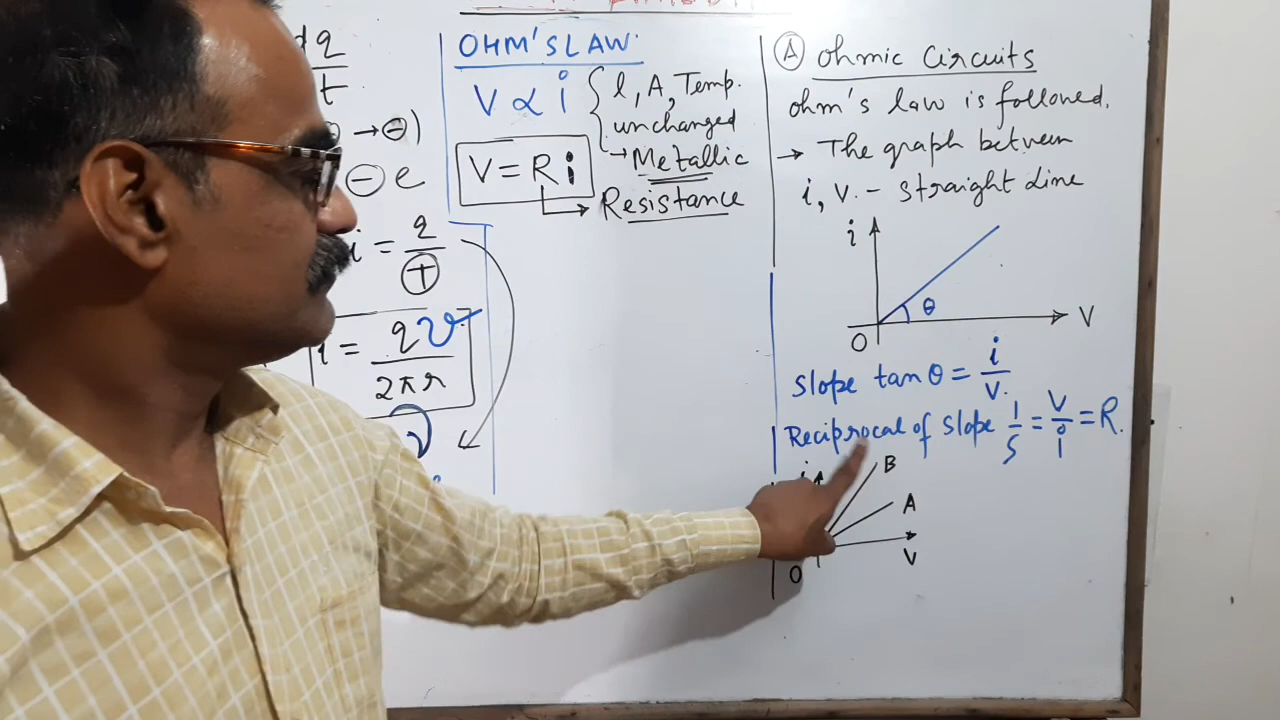 q
t
→⊖)
⊖ e
i = q/T
i = qv/2πr
OHM'S LAW
V ∝ i { l, A, Temp.
unchanged
→ Metallic
V = R i
Resistance
Ⓐ ohmic Circuits
ohm's law is followed.
→ The graph between
i, V. - straight Line
i
θ
V
O
Slope tan θ = i/V.
Reciprocal of Slope 1/S = V/i = R.
i
B
A
V
O